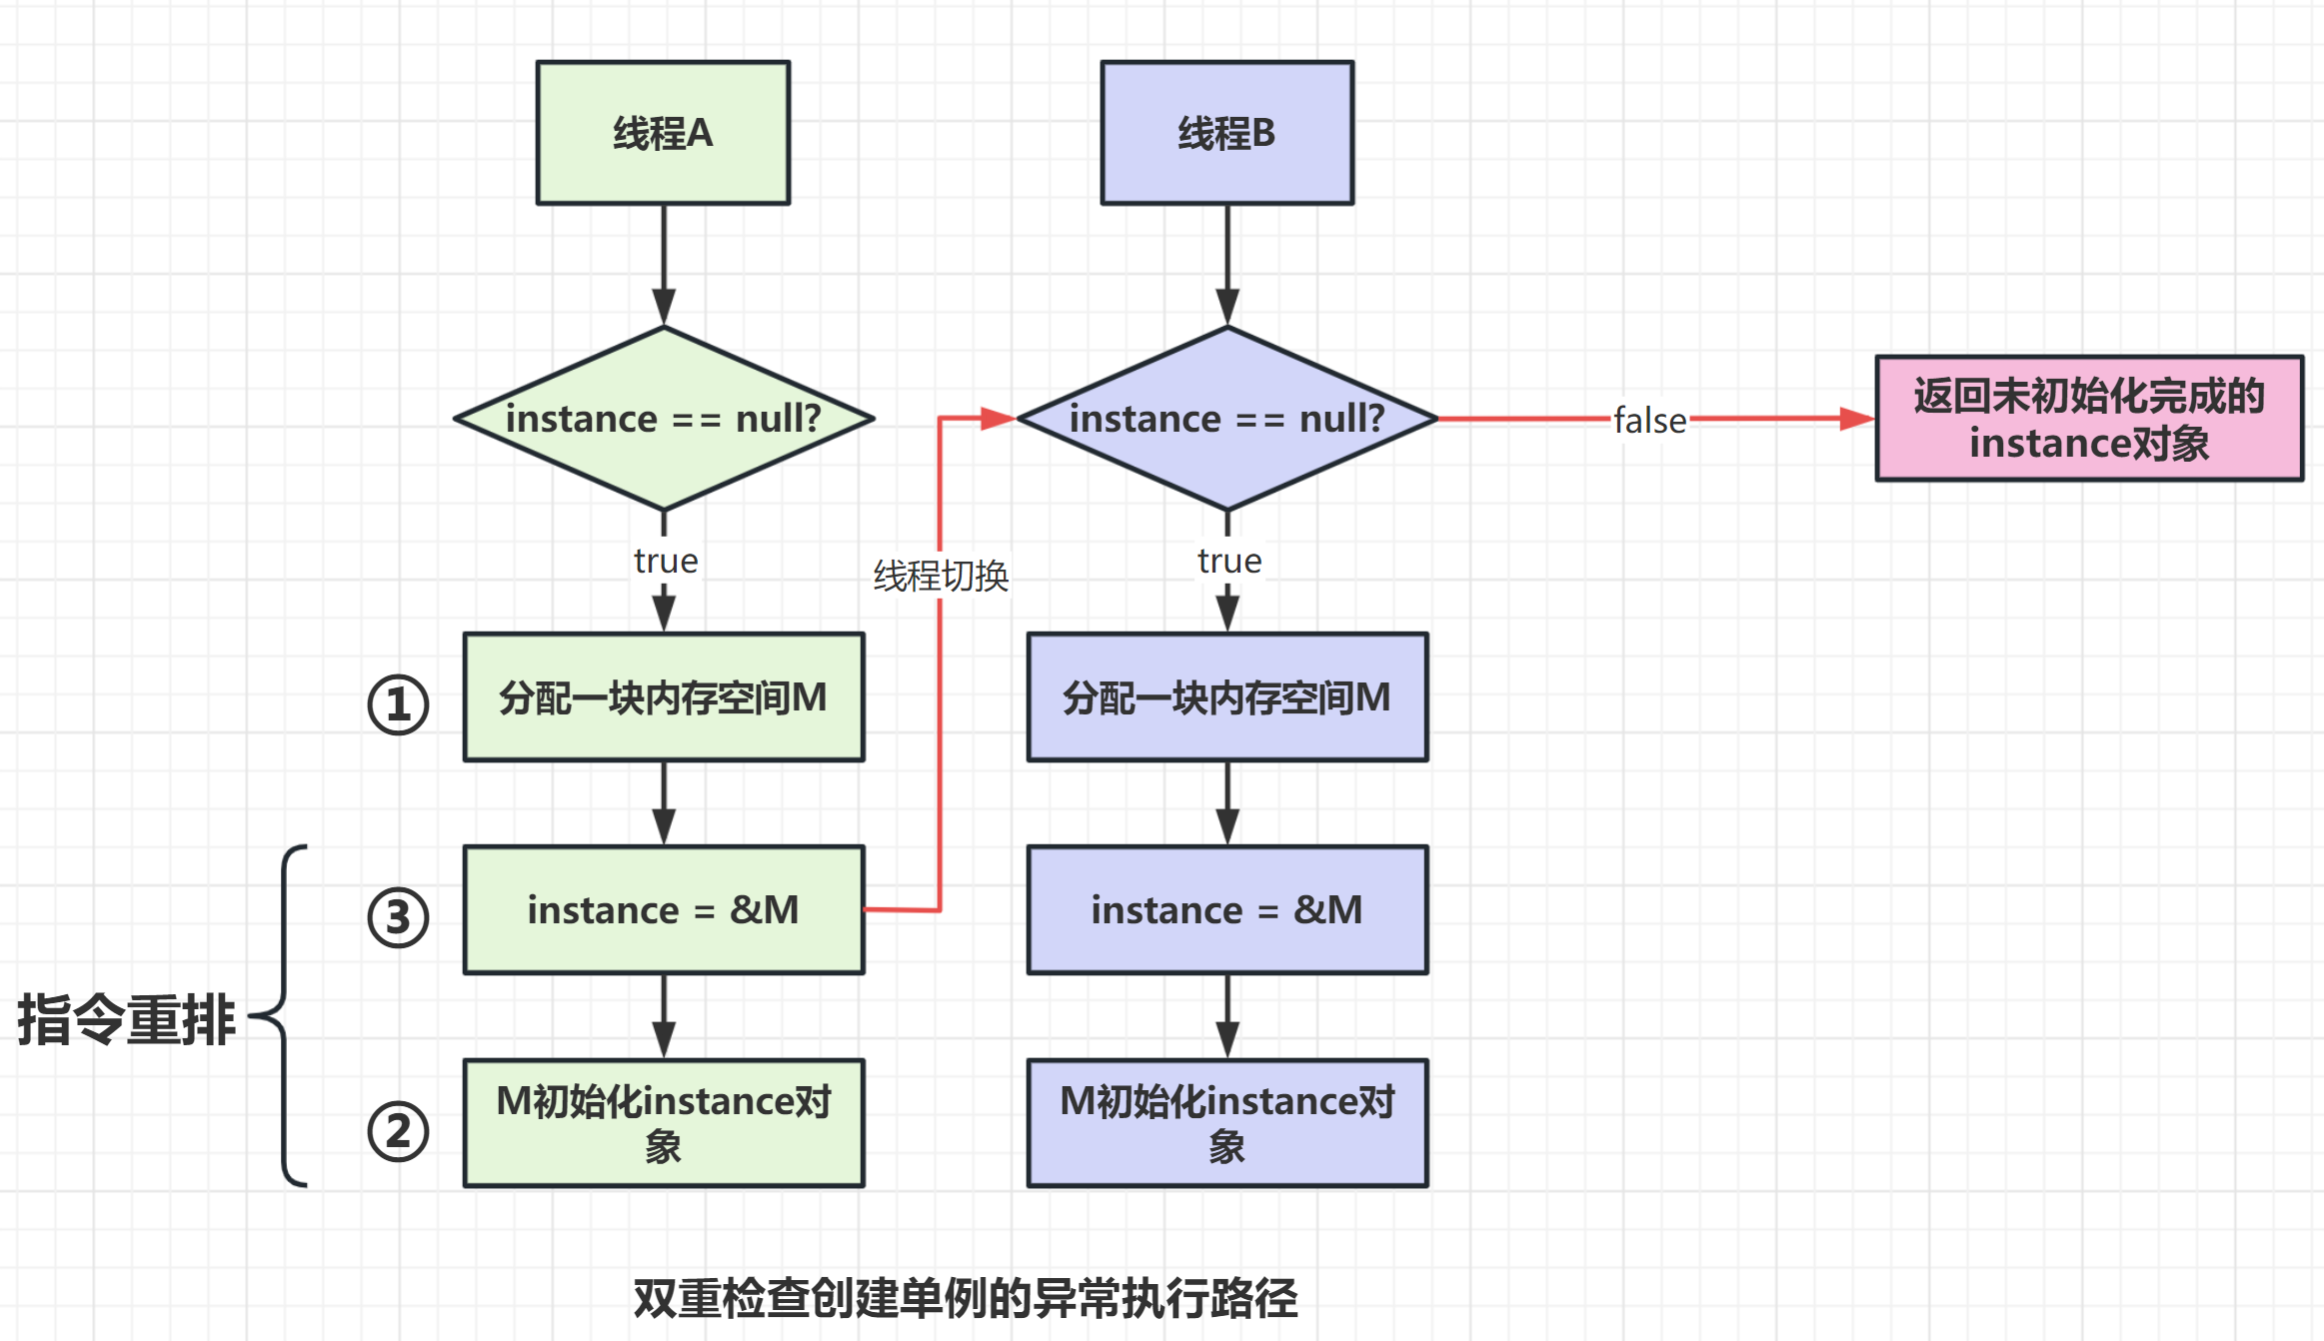 线程A
线程B
instance == null?
instance == null?
false
返回未初始化完成的
instance对象
true
线程切换
true
①
分配一块内存空间M
分配一块内存空间M
③
instance = &M
instance = &M
指令重排
②
M初始化instance对
象
M初始化instance对
象
双重检查创建单例的异常执行路径